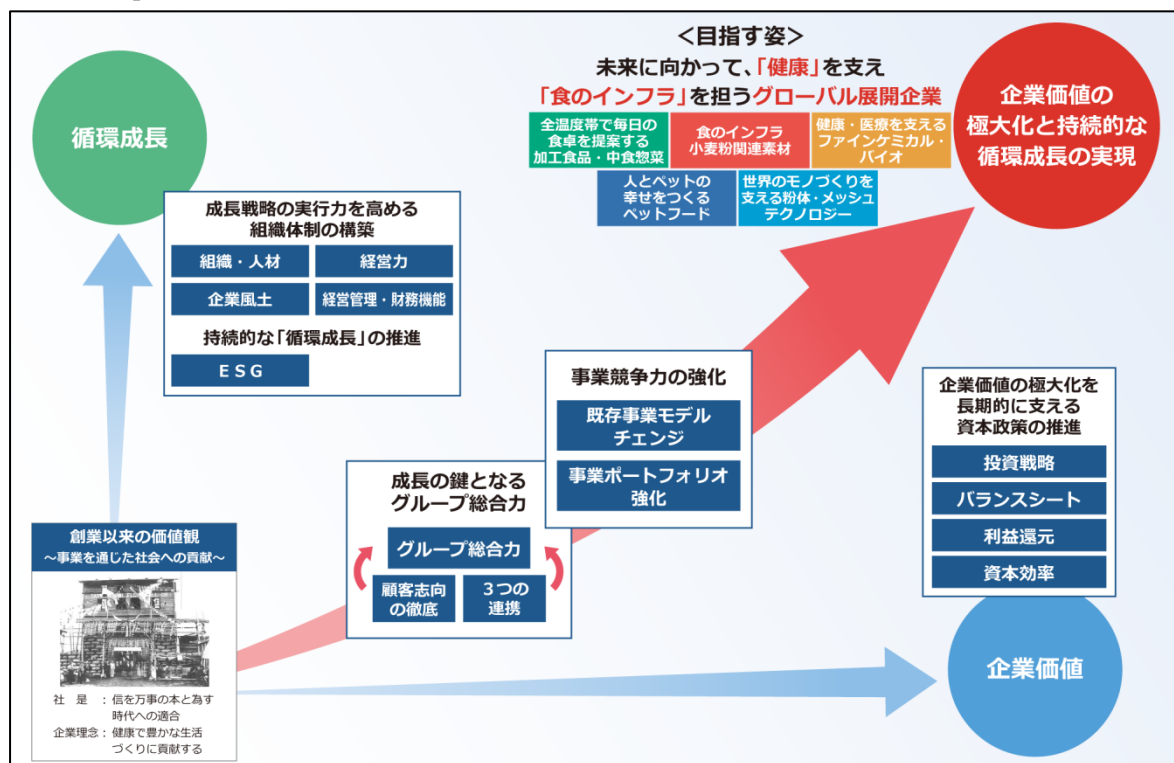 <目指す姿>
未来に向かって、「健康」を支え
「食のインフラ」を担うグローバル展開企業
全温度帯で毎日の
食卓を提案する
加工食品・中食惣菜
食のインフラ
小麦粉関連素材
健康・医療を支える
ファインケミカル・
バイオ
人とペットの
幸せをつくる
ペットフード
世界のモノづくりを
支える粉体・メッシュ
テクノロジー
企業価値の
極大化と持続的な
循環成長の実現
循環成長
成長戦略の実行力を高める
組織体制の構築
組織・人材
経営力
企業風土
経営管理・財務機能
持続的な「循環成長」の推進
ESG
事業競争力の強化
既存事業モデル
チェンジ
事業ポートフォリオ
強化
成長の鍵となる
グループ総合力
グループ総合力
顧客志向
の徹底
3つの
連携
企業価値の極大化を
長期的に支える
資本政策の推進
投資戦略
バランスシート
利益還元
資本効率
企業価値
創業以来の価値観
～事業を通じた社会への貢献～
社 是 : 信を万事の本と為す
時代への適合
企業理念 : 健康で豊かな生活
づくりに貢献する